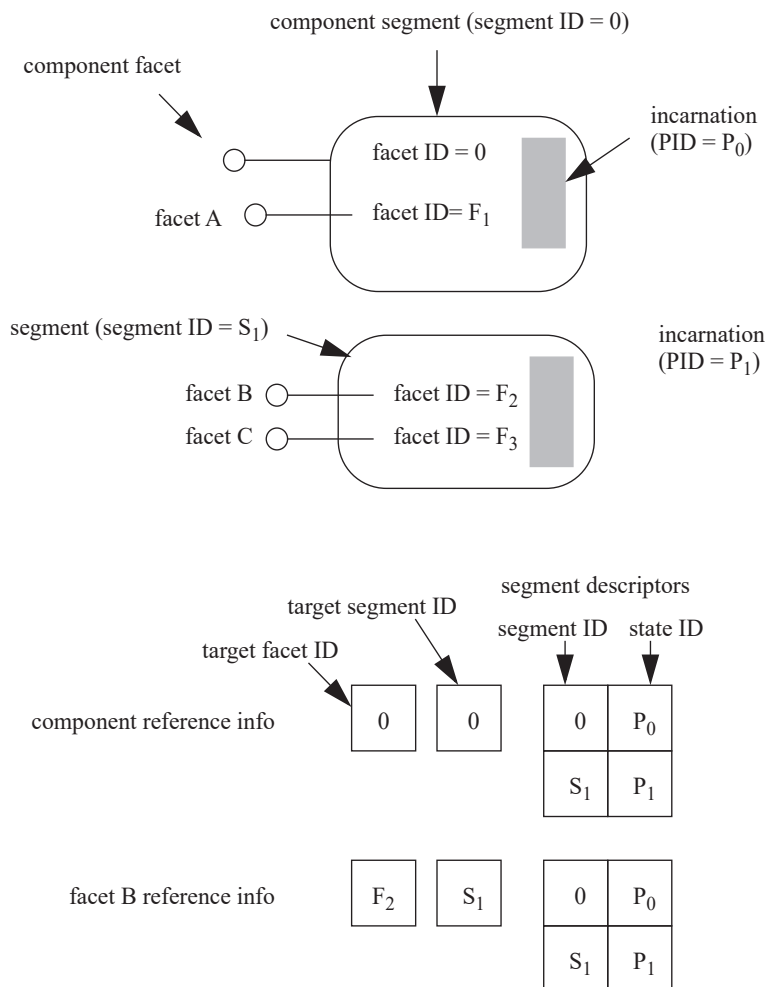 component segment (segment ID = 0)
component facet
incarnation
(PID = P₀)
facet ID = 0
facet A
facet ID= F₁
segment (segment ID = S₁)
incarnation
(PID = P₁)
facet B
facet ID = F₂
facet C
facet ID = F₃
segment descriptors
target segment ID
segment ID
state ID
target facet ID
component reference info
0
0
0
P₀
S₁
P₁
facet B reference info
F₂
S₁
0
P₀
S₁
P₁